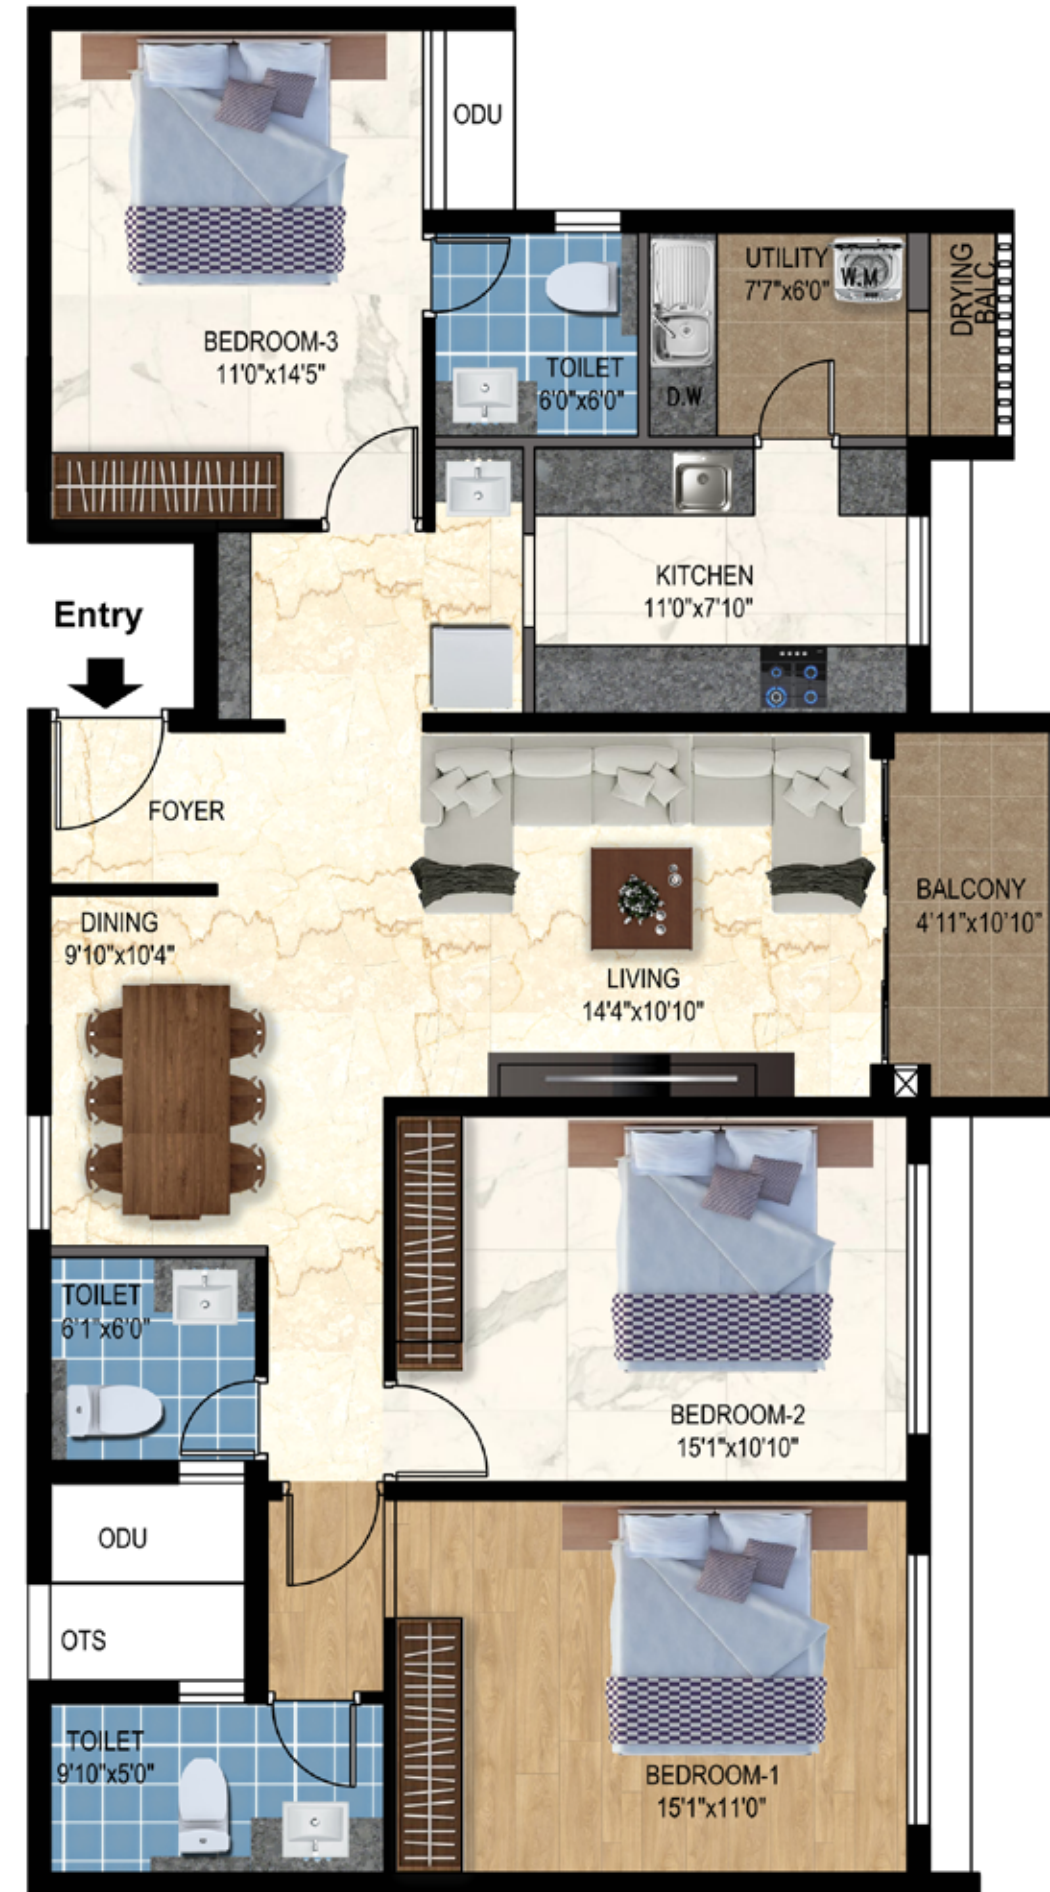 ODU
UTILITY
7'7"x6'0"
W.M
DRYING
BALC.
BEDROOM-3
11'0"x14'5"
TOILET
6'0"x6'0"
D.W
KITCHEN
11'0"x7'10"
Entry
FOYER
BALCONY
4'11"x10'10"
DINING
9'10"x10'4"
LIVING
14'4"x10'10"
TOILET
6'1"x6'0"
BEDROOM-2
15'1"x10'10"
ODU
OTS
TOILET
9'10"x5'0"
BEDROOM-1
15'1"x11'0"